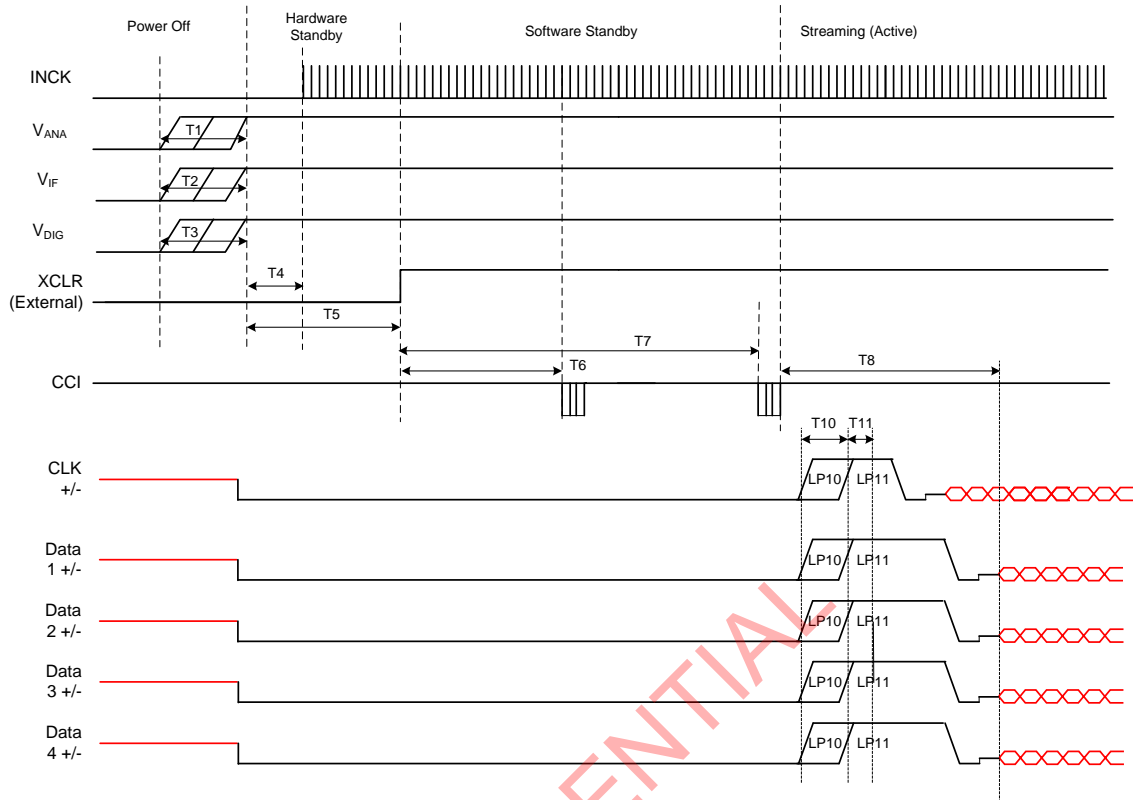 Power Off
Hardware
Standby
Software Standby
Streaming (Active)
INCK
VANA
T1
VIF
T2
VDIG
T3
XCLR
(External)
T4
T5
T7
T6
T8
CCI
T10
T11
CLK
+/-
LP10
LP11
Data
1 +/-
LP10
LP11
Data
2 +/-
LP10
LP11
Data
3 +/-
LP10
LP11
Data
4 +/-
LP10
LP11
ENTIAL